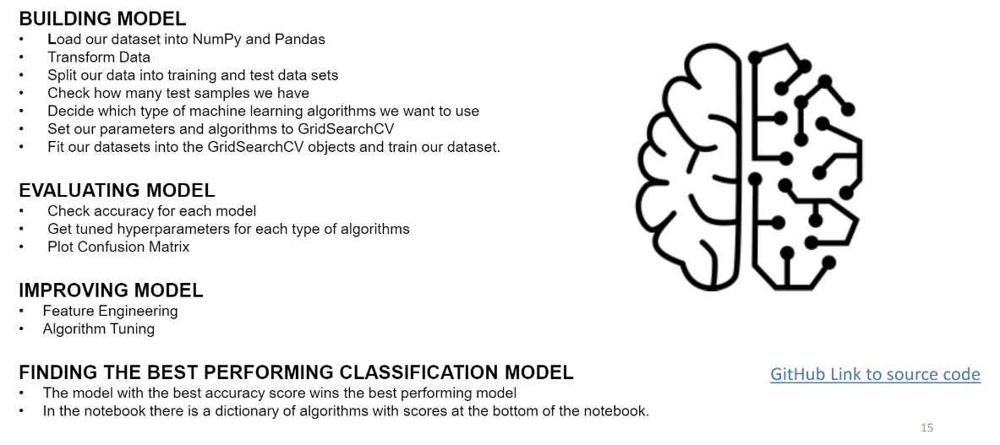 BUILDING MODEL
• Load our dataset into NumPy and Pandas
• Transform Data
• Split our data into training and test data sets
• Check how many test samples we have
• Decide which type of machine learning algorithms we want to use
• Set our parameters and algorithms to GridSearchCV
• Fit our datasets into the GridSearchCV objects and train our dataset.
EVALUATING MODEL
• Check accuracy for each model
• Get tuned hyperparameters for each type of algorithms
• Plot Confusion Matrix
IMPROVING MODEL
• Feature Engineering
• Algorithm Tuning
FINDING THE BEST PERFORMING CLASSIFICATION MODEL
• The model with the best accuracy score wins the best performing model
• In the notebook there is a dictionary of algorithms with scores at the bottom of the notebook.
GitHub Link to source code
15